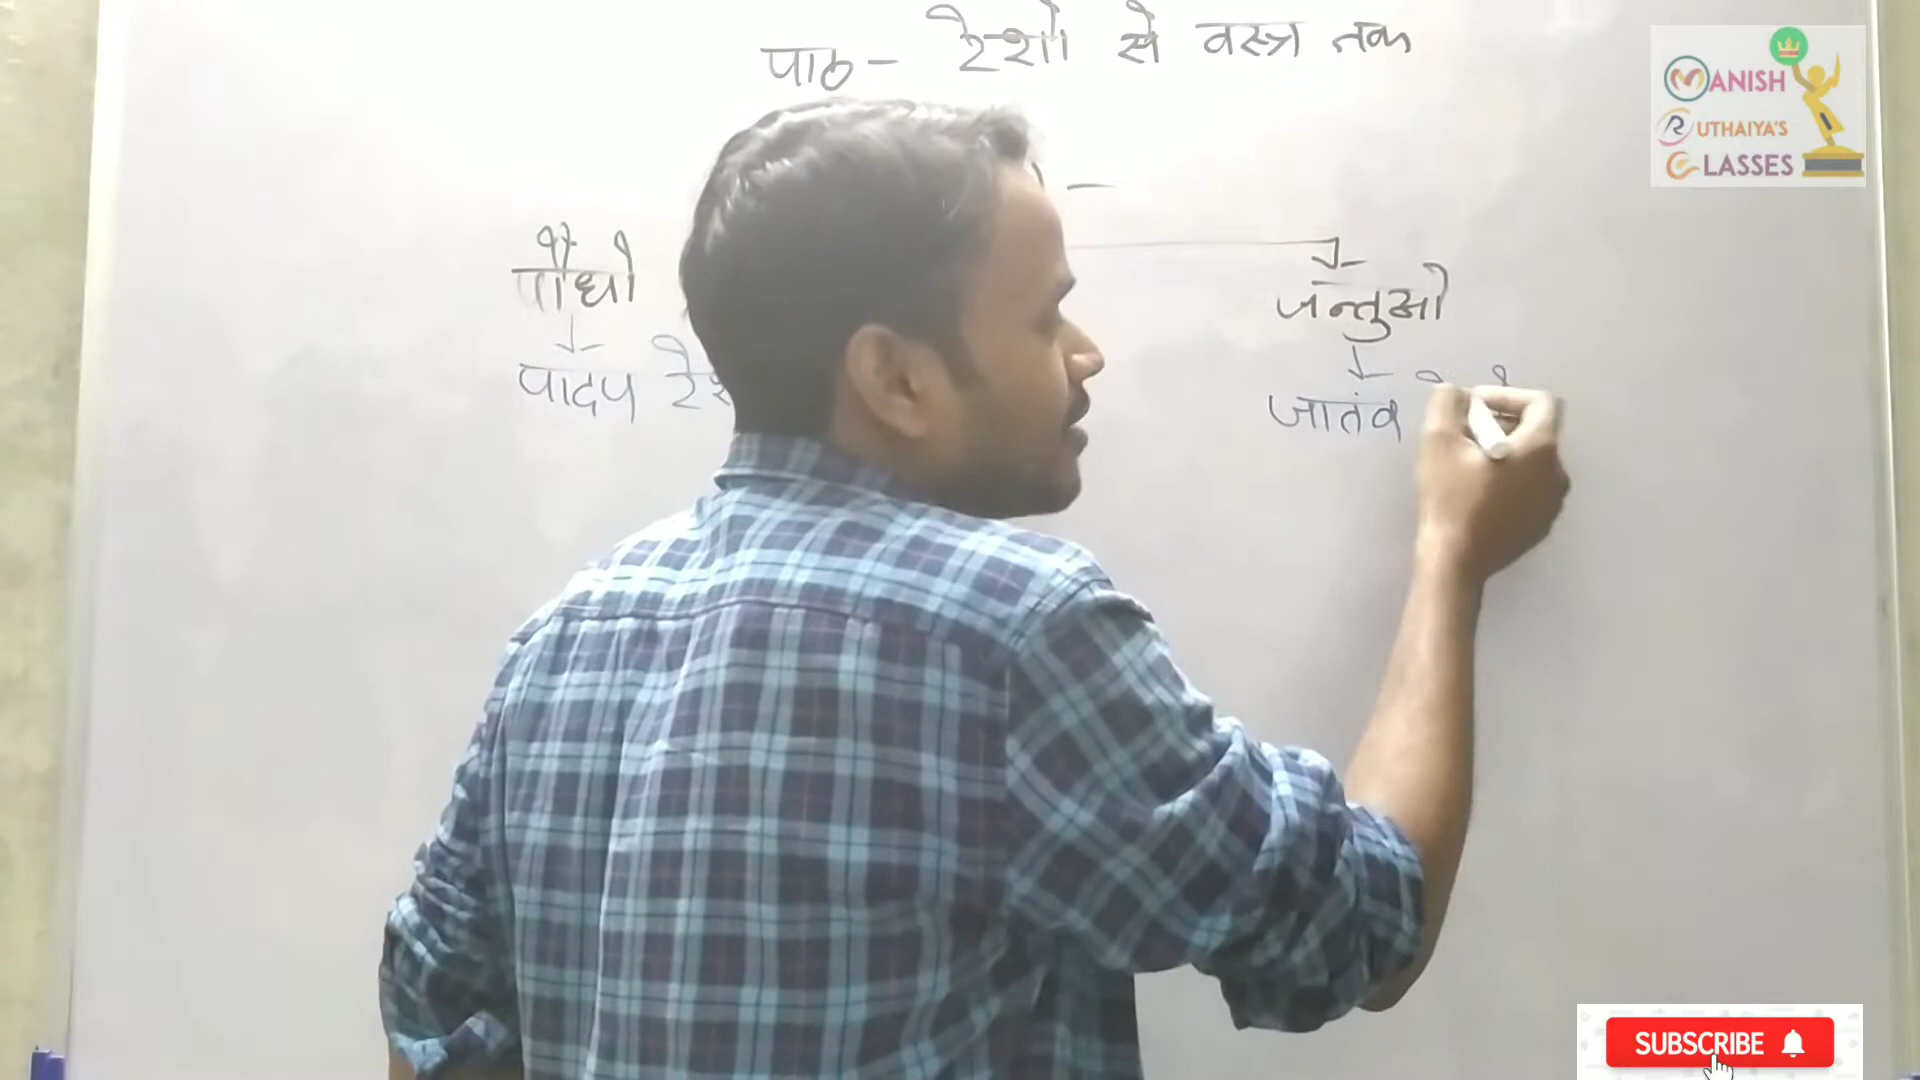 पाठ - रेशों से वस्त्र तक
MANISH
RUTHAIYA'S
CLASSES
पौधों
जन्तुओं
पादप
जातंव
SUBSCRIBE